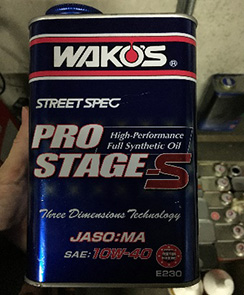 WAKO'S®
STREET SPEC
PRO
High-Performance
Full Synthetic Oil
STAGE-S
Three Dimensions Technology
JASO:MA
SAE:10W-40
E230